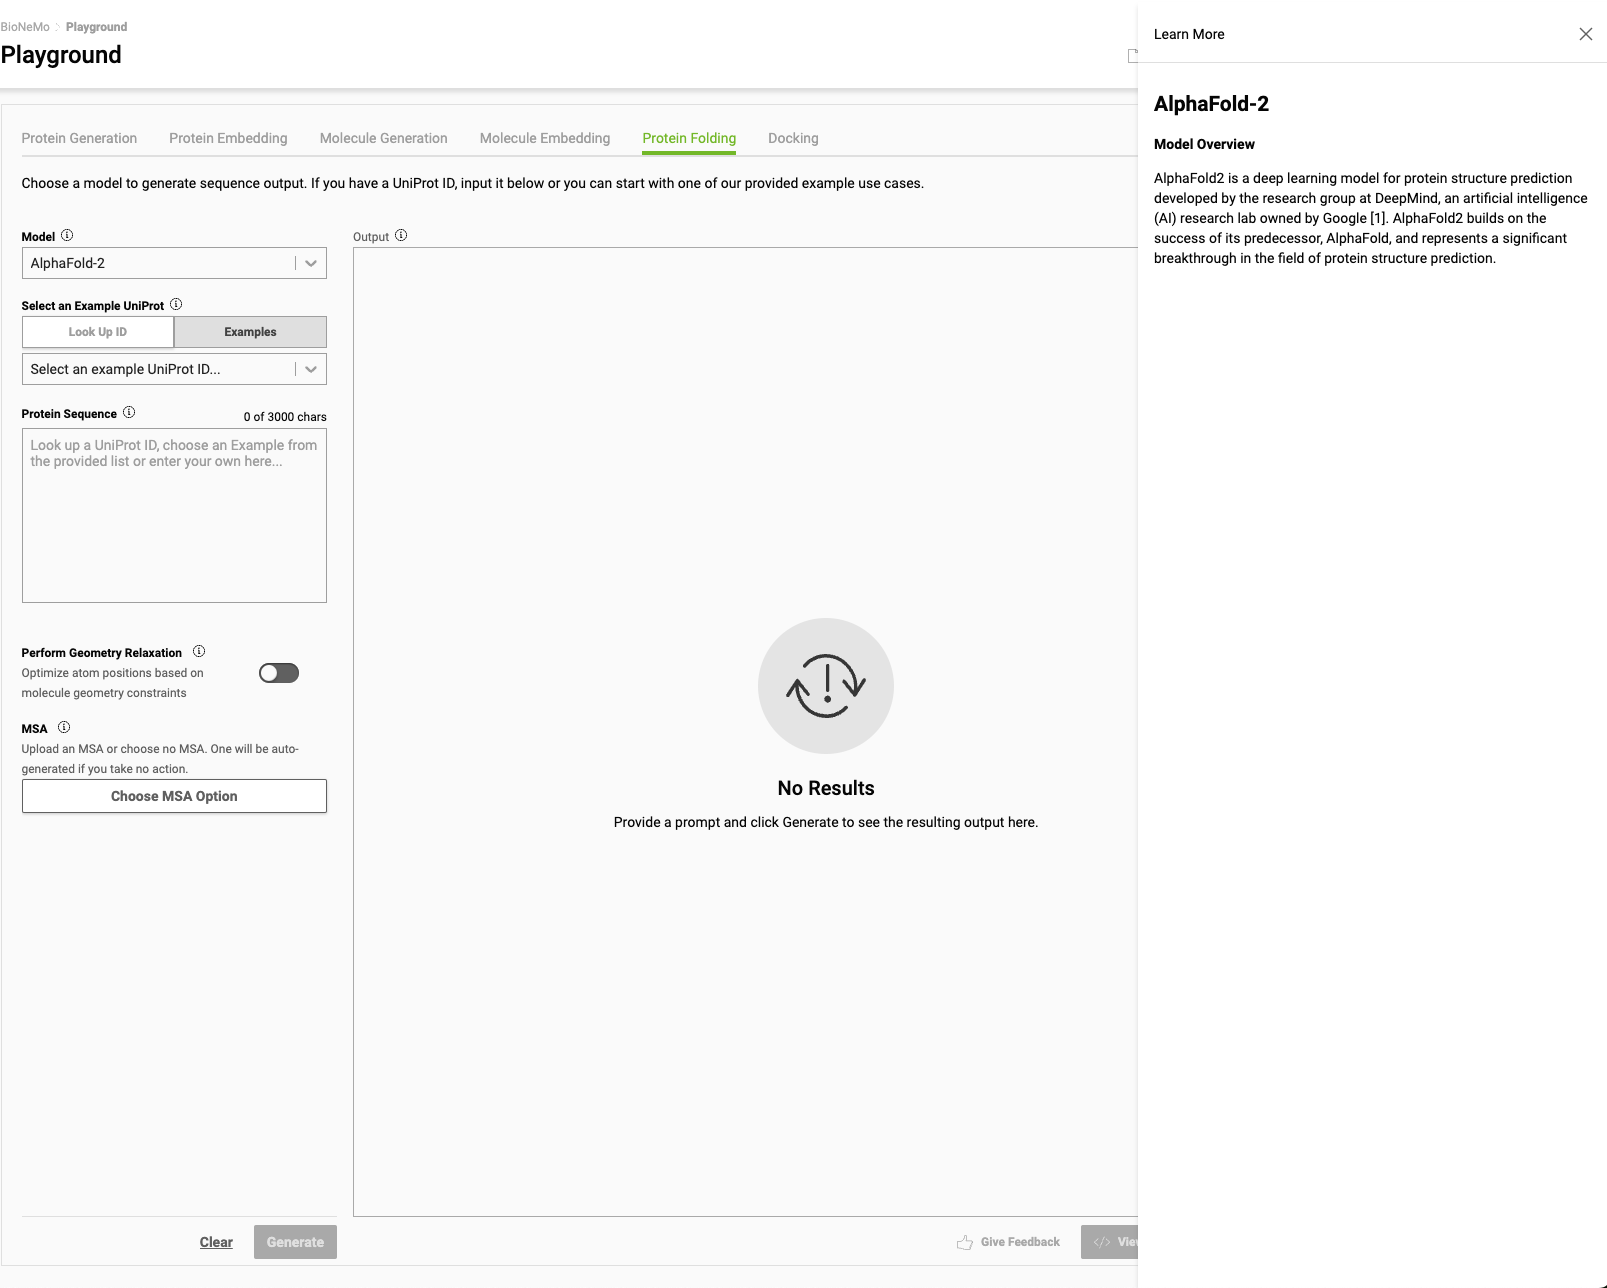 BioNeMo > Playground
Playground
Protein Generation Protein Embedding Molecule Generation Molecule Embedding Protein Folding Docking
Choose a model to generate sequence output. If you have a UniProt ID, input it below or you can start with one of our provided example use cases.
Model
AlphaFold-2
Select an Example UniProt
Look Up ID Examples
Select an example UniProt ID...
Protein Sequence 0 of 3000 chars
Look up a UniProt ID, choose an Example from
the provided list or enter your own here...
Perform Geometry Relaxation
Optimize atom positions based on
molecule geometry constraints
MSA
Upload an MSA or choose no MSA. One will be auto-
generated if you take no action.
Choose MSA Option
Clear Generate
Output
No Results
Provide a prompt and click Generate to see the resulting output here.
Give Feedback
Learn More
AlphaFold-2
Model Overview
AlphaFold2 is a deep learning model for protein structure prediction
developed by the research group at DeepMind, an artificial intelligence
(AI) research lab owned by Google [1]. AlphaFold2 builds on the
success of its predecessor, AlphaFold, and represents a significant
breakthrough in the field of protein structure prediction.